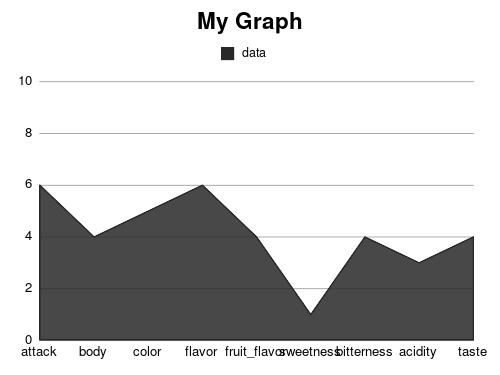 My Graph
data
10
8
6
4
2
0
attack body color flavor fruit_flavor sweetness bitterness acidity taste